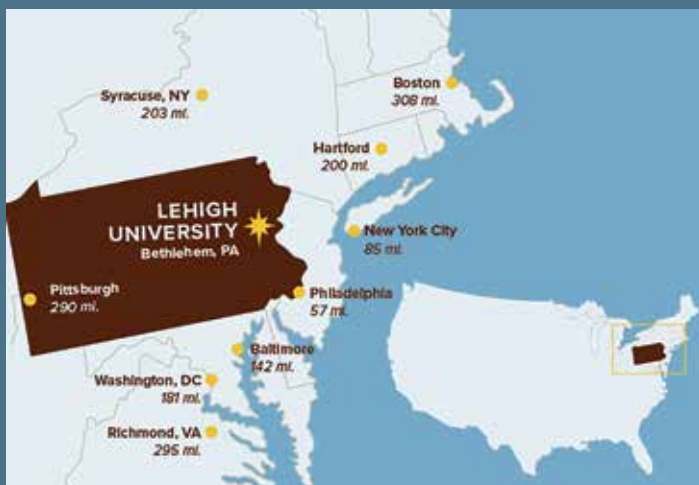 Syracuse, NY
203 mi.
Boston
308 mi.
Hartford
200 mi.
LEHIGH
UNIVERSITY
Bethlehem, PA
New York City
85 mi.
Pittsburgh
290 mi.
Philadelphia
57 mi.
Baltimore
142 mi.
Washington, DC
181 mi.
Richmond, VA
295 mi.